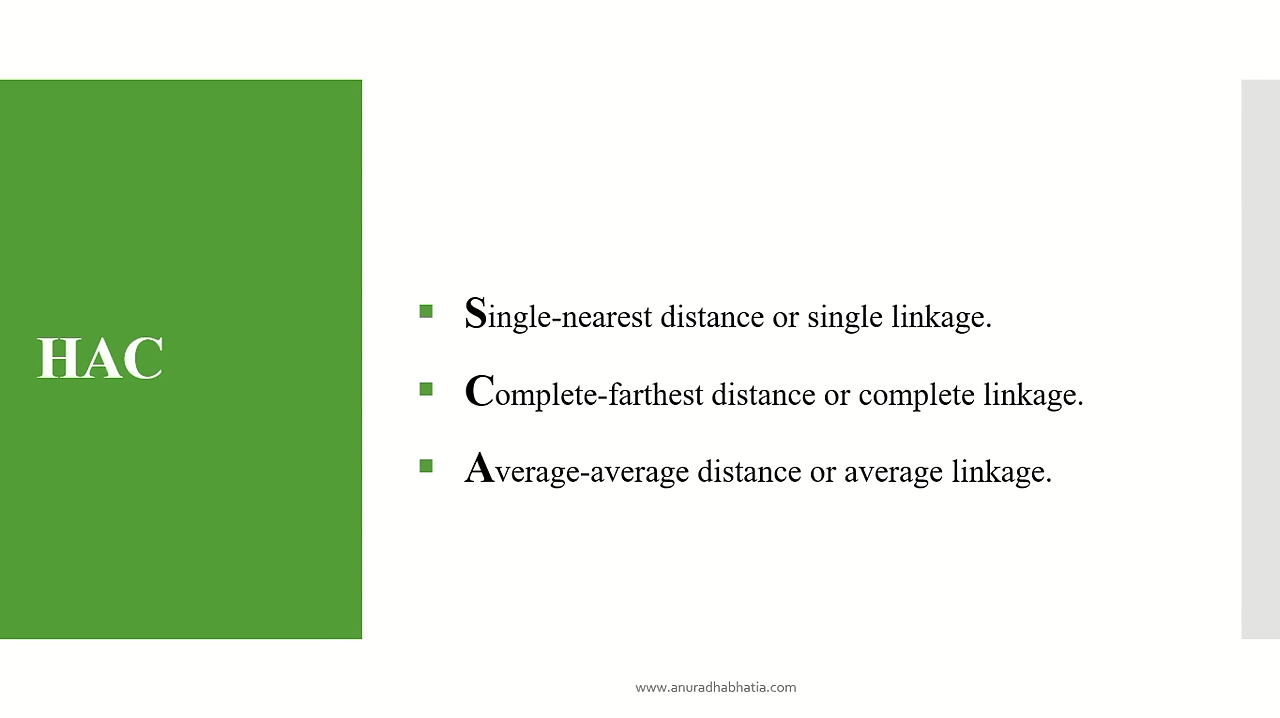 HAC
Single-nearest distance or single linkage.
Complete-farthest distance or complete linkage.
Average-average distance or average linkage.
www.anuradhabhatia.com